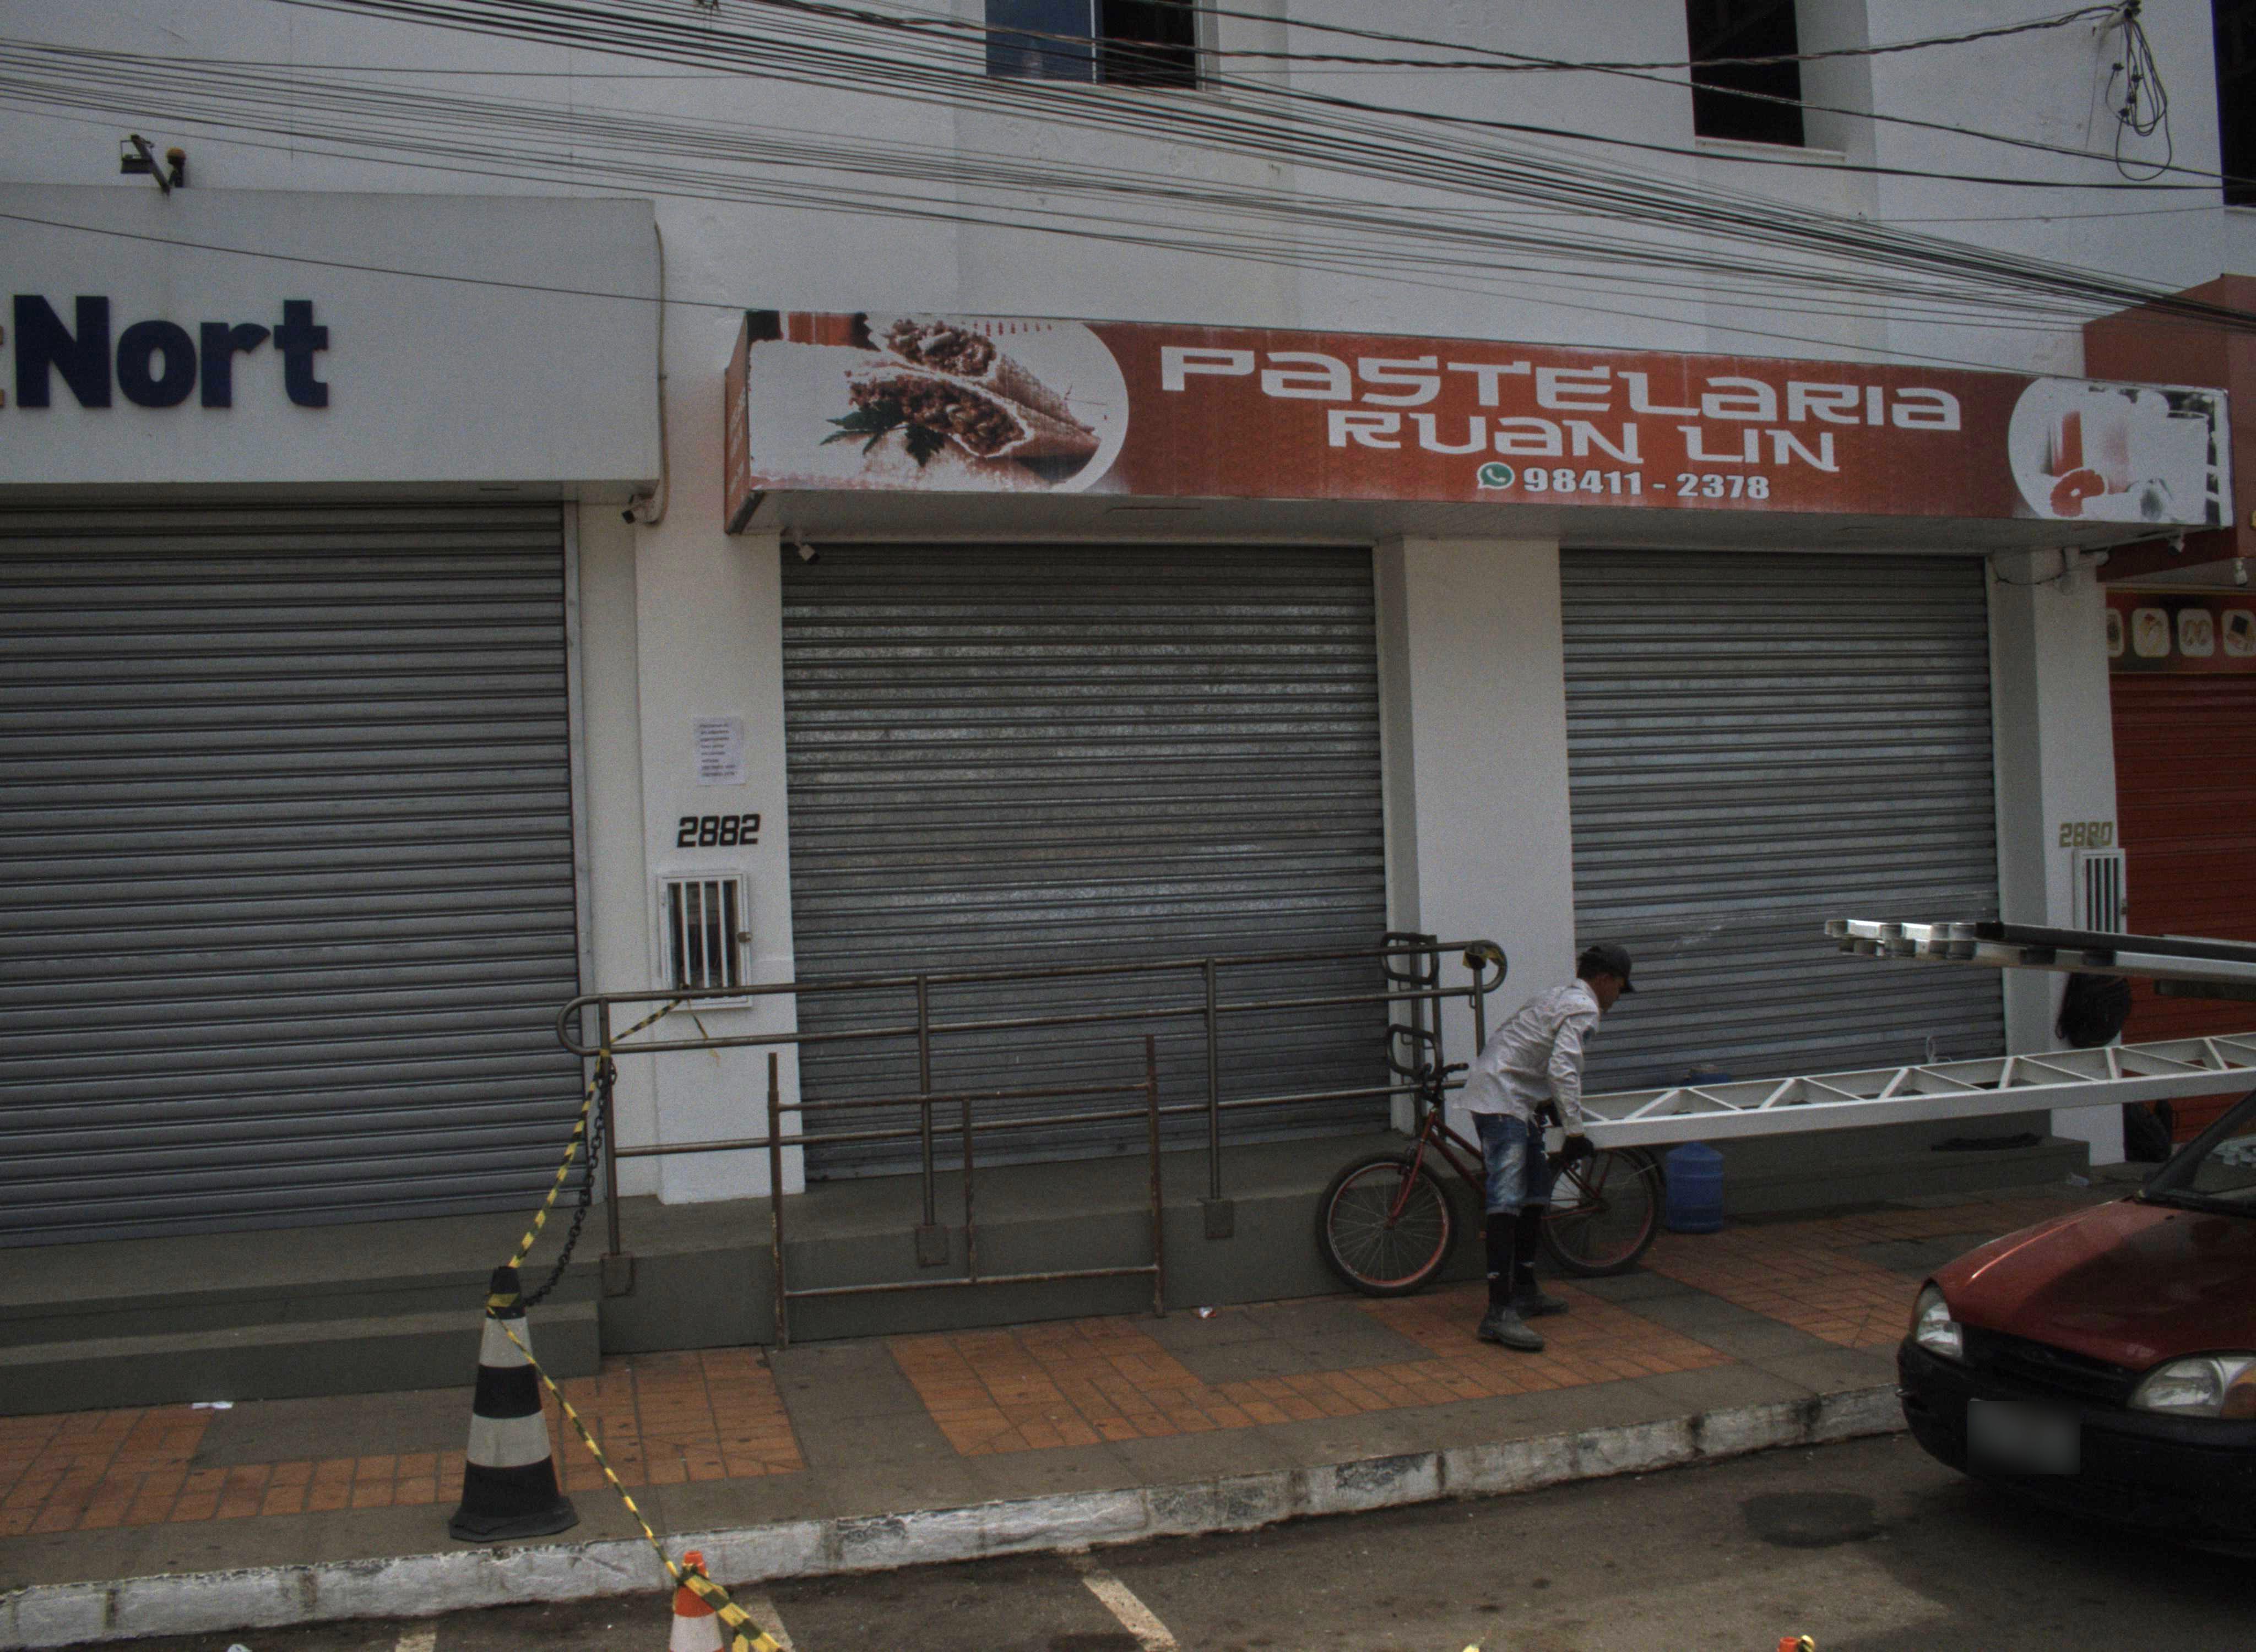 Nort
PASTELARIA
RUAN LIN
98411 - 2378
2882
2880